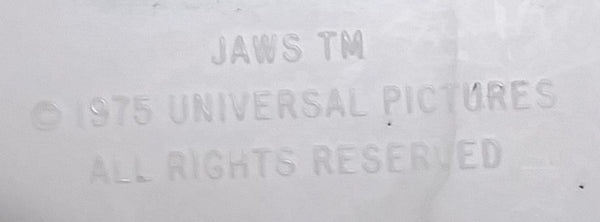 JAWS TM
© 1975 UNIVERSAL PICTURES
ALL RIGHTS RESERVED